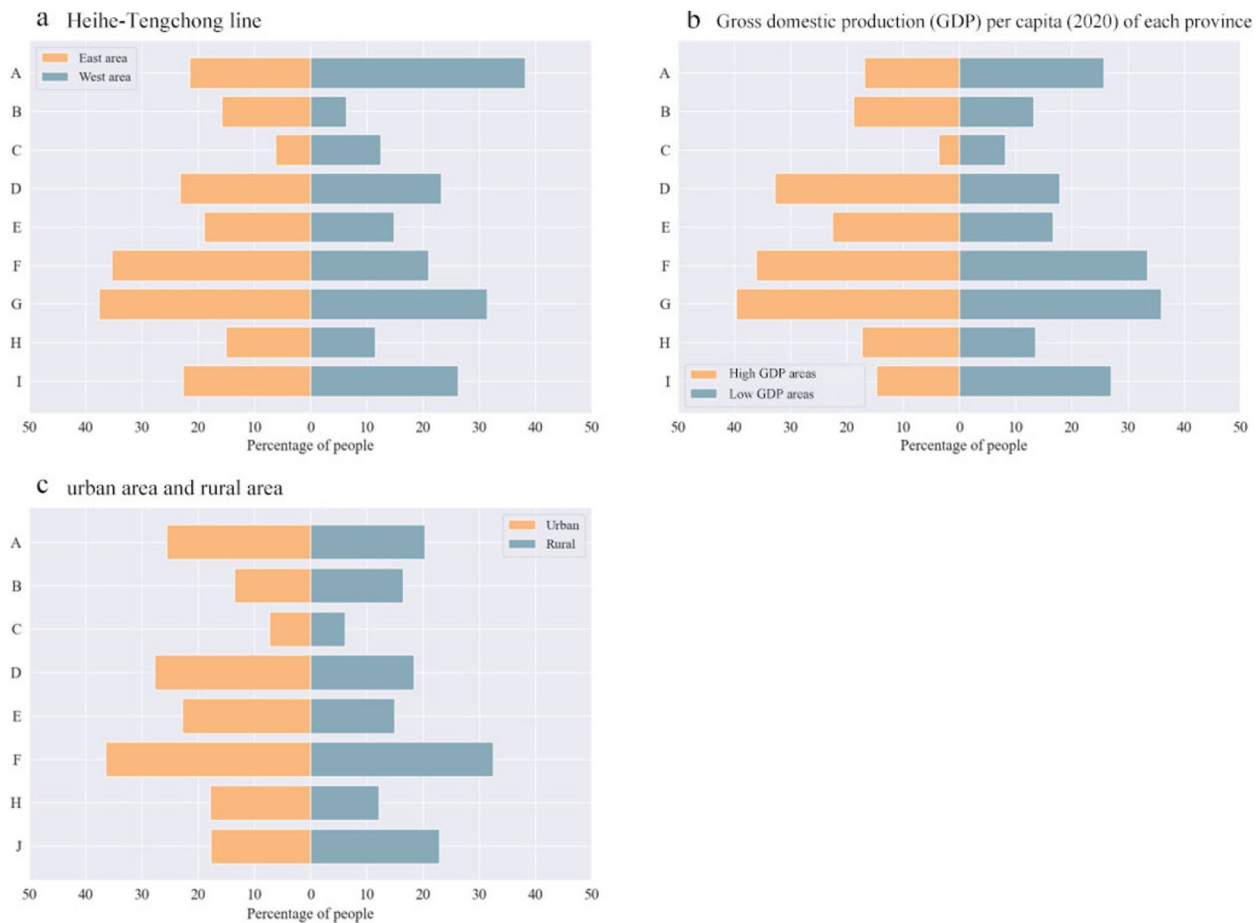 a Heihe-Tengchong line
East area
West area
A
B
C
D
E
F
G
H
I
50 40 30 20 10 0 10 20 30 40 50
Percentage of people
b Gross domestic production (GDP) per capita (2020) of each province
A
B
C
D
E
F
G
H
I
High GDP areas
Low GDP areas
50 40 30 20 10 0 10 20 30 40 50
Percentage of people
c urban area and rural area
Urban
Rural
A
B
C
D
E
F
H
J
50 40 30 20 10 0 10 20 30 40 50
Percentage of people